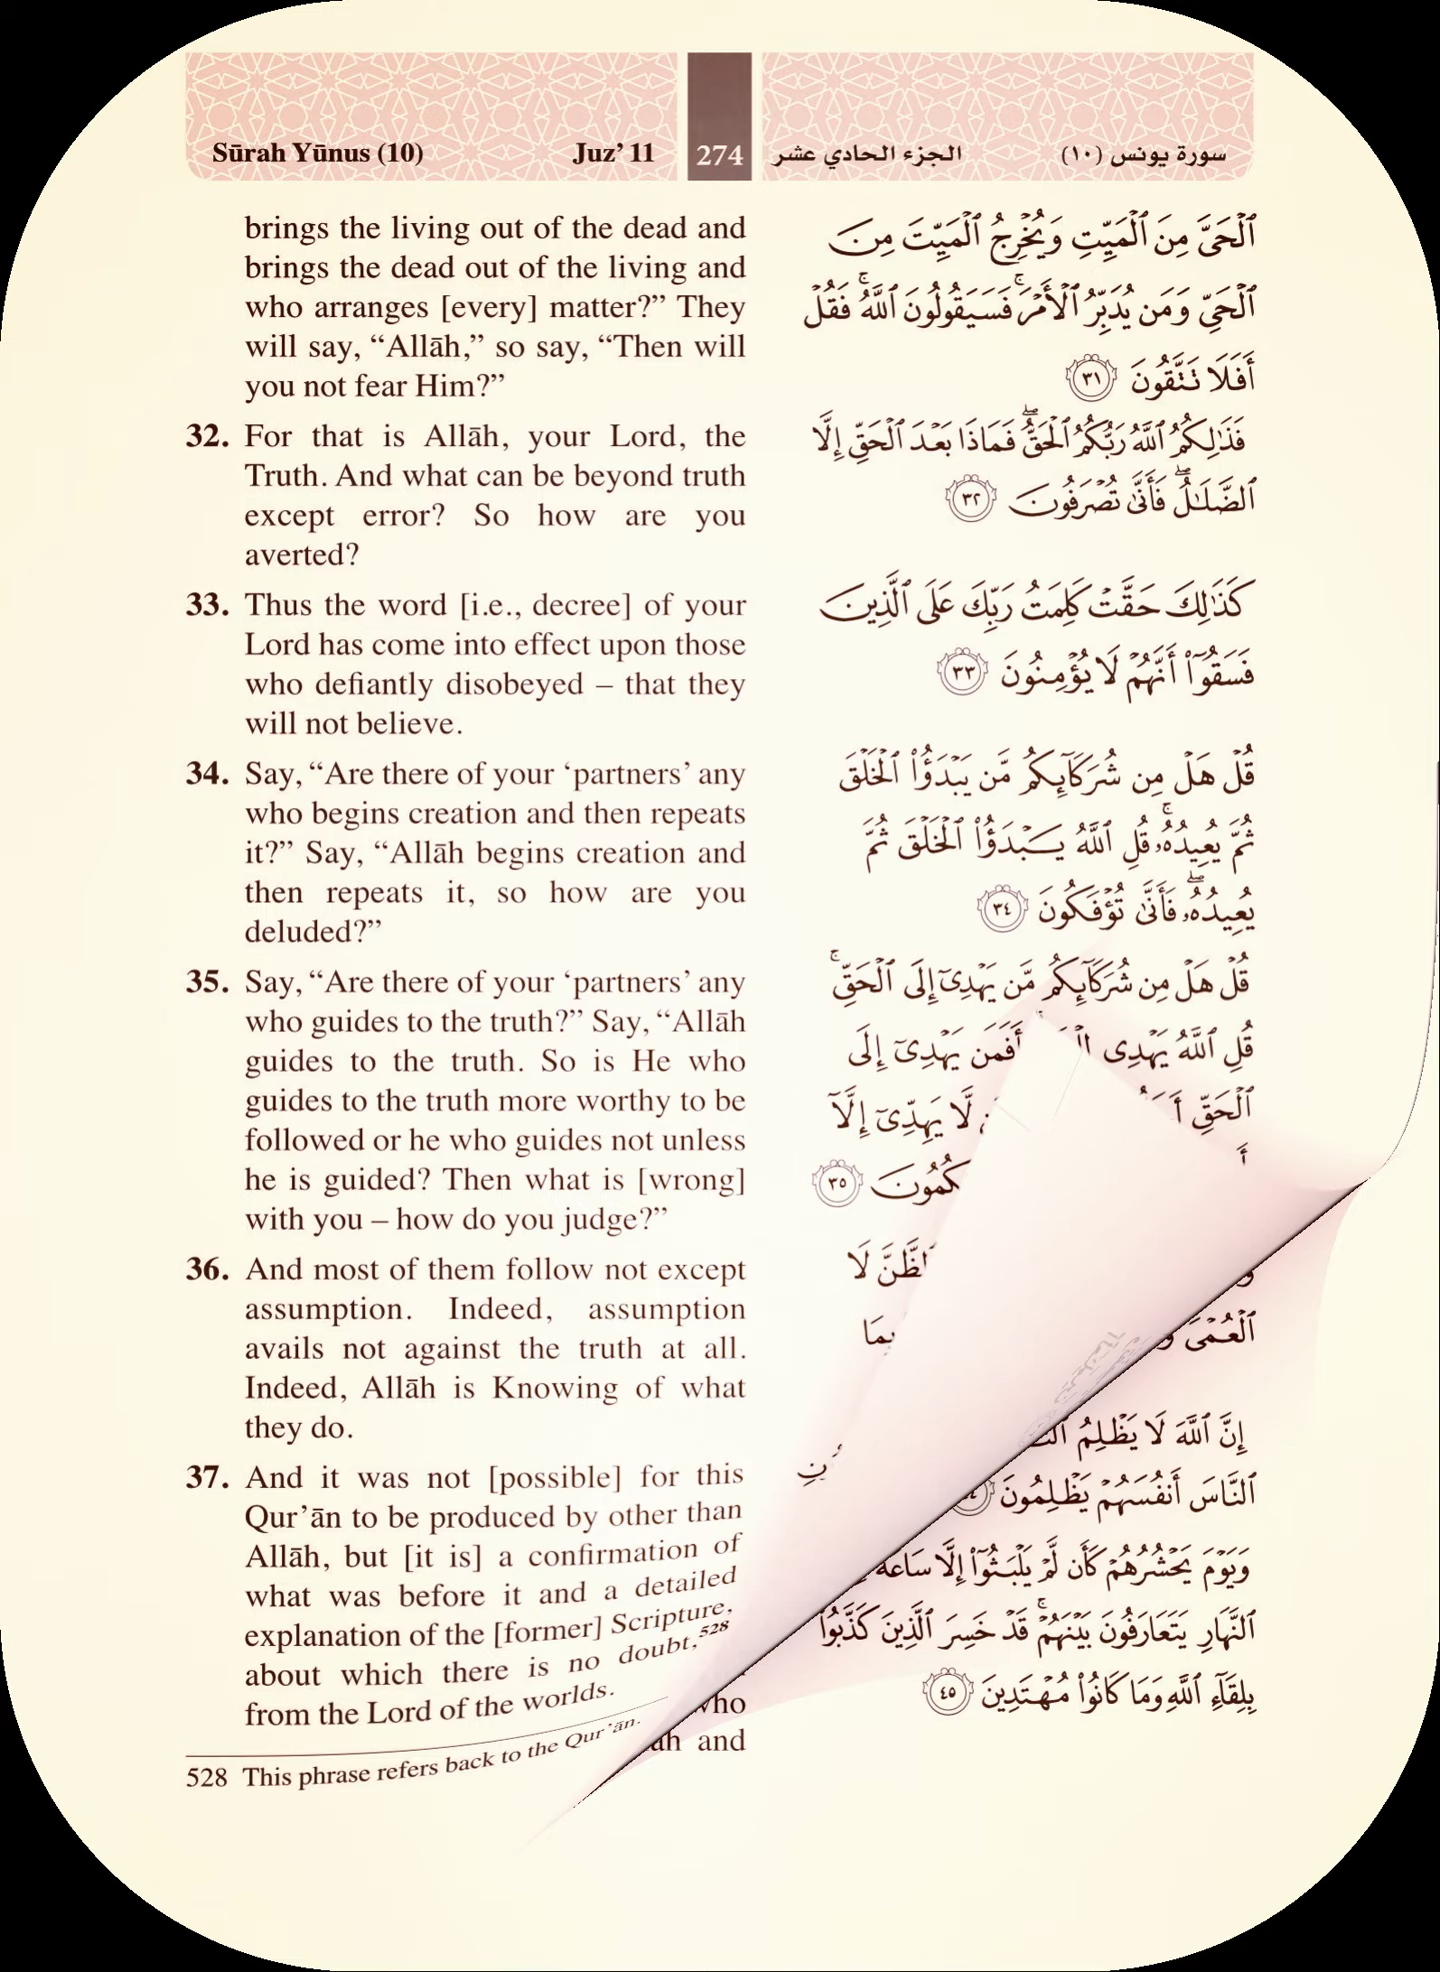 Sūrah Yūnus (10) Juz’ 11 274 الجزء الحادي عشر سورة يونس (١٠)
brings the living out of the dead and
brings the dead out of the living and
who arranges [every] matter?” They
will say, “Allāh,” so say, “Then will
you not fear Him?”
32. For that is Allāh, your Lord, the
Truth. And what can be beyond truth
except error? So how are you
averted?
33. Thus the word [i.e., decree] of your
Lord has come into effect upon those
who defiantly disobeyed – that they
will not believe.
34. Say, “Are there of your ‘partners’ any
who begins creation and then repeats
it?” Say, “Allāh begins creation and
then repeats it, so how are you
deluded?”
35. Say, “Are there of your ‘partners’ any
who guides to the truth?” Say, “Allāh
guides to the truth. So is He who
guides to the truth more worthy to be
followed or he who guides not unless
he is guided? Then what is [wrong]
with you – how do you judge?”
36. And most of them follow not except
assumption. Indeed, assumption
avails not against the truth at all.
Indeed, Allāh is Knowing of what
they do.
37. And it was not [possible] for this
Qur’ān to be produced by other than
Allāh, but [it is] a confirmation of
what was before it and a detailed
explanation of the [former] Scripture,
about which there is no doubt,528
from the Lord of the worlds.
who
and
528 This phrase refers back to the Qur’ān.
ٱلْحَىَّ مِنَ ٱلْمَيِّتِ وَيُخْرِجُ ٱلْمَيِّتَ مِنَ
ٱلْحَىِّ وَمَن يُدَبِّرُ ٱلْأَمْرَ ۚ فَسَيَقُولُونَ ٱللَّهُ ۚ فَقُلْ
أَفَلَا تَتَّقُونَ ٣١
فَذَٰلِكُمُ ٱللَّهُ رَبُّكُمُ ٱلْحَقُّ ۖ فَمَاذَا بَعْدَ ٱلْحَقِّ إِلَّا
ٱلضَّلَٰلُ ۖ فَأَنَّىٰ تُصْرَفُونَ ٣٢
كَذَٰلِكَ حَقَّتْ كَلِمَتُ رَبِّكَ عَلَى ٱلَّذِينَ
فَسَقُوٓا۟ أَنَّهُمْ لَا يُؤْمِنُونَ ٣٣
قُلْ هَلْ مِن شُرَكَآئِكُم مَّن يَبْدَؤُا۟ ٱلْخَلْقَ
ثُمَّ يُعِيدُهُۥ ۚ قُلِ ٱللَّهُ يَبْدَؤُا۟ ٱلْخَلْقَ ثُمَّ
يُعِيدُهُۥ ۖ فَأَنَّىٰ تُؤْفَكُونَ ٣٤
قُلْ هَلْ مِن شُرَكَآئِكُم مَّن يَهْدِىٓ إِلَى ٱلْحَقِّ ۚ
قُلِ ٱللَّهُ يَهْدِى أَفَمَن يَهْدِىٓ إِلَى
ٱلْحَقِّ لَّا يَهِدِّىٓ إِلَّآ
٣٥
ٱلظَّنَّ لَا
ٱلْعُمْىَ بِمَا
إِنَّ ٱللَّهَ لَا يَظْلِمُ
ٱلنَّاسَ أَنفُسَهُمْ يَظْلِمُونَ
وَيَوْمَ يَحْشُرُهُمْ كَأَن لَّمْ يَلْبَثُوٓا۟ إِلَّا سَاعَةً
ٱلنَّهَارِ يَتَعَارَفُونَ بَيْنَهُمْ ۚ قَدْ خَسِرَ ٱلَّذِينَ كَذَّبُوا۟
بِلِقَآءِ ٱللَّهِ وَمَا كَانُوا۟ مُهْتَدِينَ ٤٥